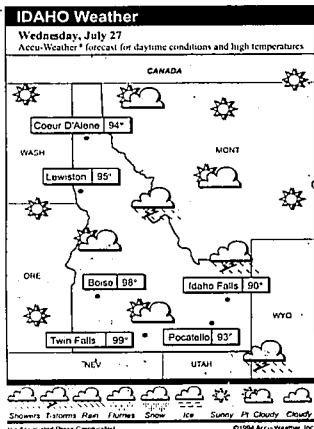 IDAHO Weather
Wednesday, July 27
Accu-Weather® forecast for daytime conditions and high temperatures
CANADA
Coeur D'Alene 94°
WASH
MONT
Lewiston 95°
ORE
Boise 98°
Idaho Falls 90°
WYO
Twin Falls 99°
Pocatello 93°
NEV
UTAH
Showers T-storms Rain Flurries Snow Ice Sunny Pt Cloudy Cloudy
©1994 Accu-Weather, Inc.